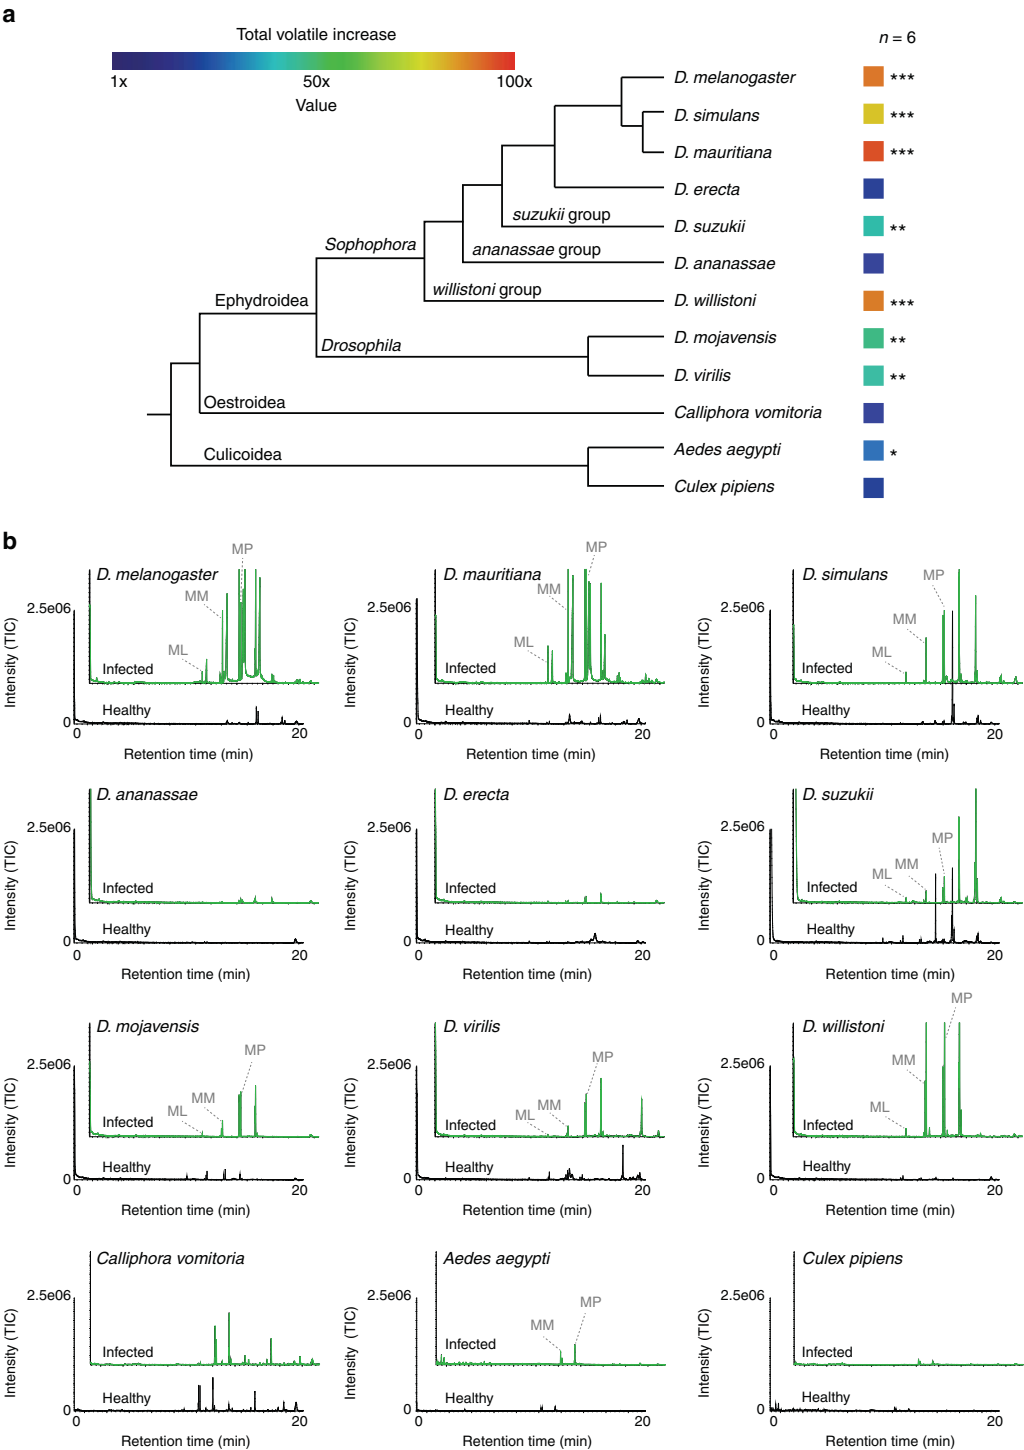 a
Total volatile increase
n = 6
1x 50x 100x
Value
D. melanogaster ***
D. simulans ***
D. mauritiana ***
D. erecta
suzukii group
D. suzukii **
Sophophora
ananassae group
D. ananassae
willistoni group
Ephydroidea
D. willistoni ***
D. mojavensis **
Drosophila
D. virilis **
Oestroidea
Calliphora vomitoria
Culicoidea
Aedes aegypti *
Culex pipiens
b
D. melanogaster
MP
MM
ML
2.5e06
Intensity (TIC)
Infected
Healthy
0
0 20
Retention time (min)
D. mauritiana
MP
MM
ML
2.5e06
Intensity (TIC)
Infected
Healthy
0
0 20
Retention time (min)
D. simulans
MP
MM
ML
2.5e06
Intensity (TIC)
Infected
Healthy
0
0 20
Retention time (min)
D. ananassae
2.5e06
Intensity (TIC)
Infected
Healthy
0
0 20
Retention time (min)
D. erecta
2.5e06
Intensity (TIC)
Infected
Healthy
0
0 20
Retention time (min)
D. suzukii
MP
MM
ML
2.5e06
Intensity (TIC)
Infected
Healthy
0
0 20
Retention time (min)
D. mojavensis
MP
MM
ML
2.5e06
Intensity (TIC)
Infected
Healthy
0
0 20
Retention time (min)
D. virilis
MP
MM
ML
2.5e06
Intensity (TIC)
Infected
Healthy
0
0 20
Retention time (min)
D. willistoni
MP
MM
ML
2.5e06
Intensity (TIC)
Infected
Healthy
0
0 20
Retention time (min)
Calliphora vomitoria
2.5e06
Intensity (TIC)
Infected
Healthy
0
0 20
Retention time (min)
Aedes aegypti
MP
MM
2.5e06
Intensity (TIC)
Infected
Healthy
0
0 20
Retention time (min)
Culex pipiens
2.5e06
Intensity (TIC)
Infected
Healthy
0
0 20
Retention time (min)